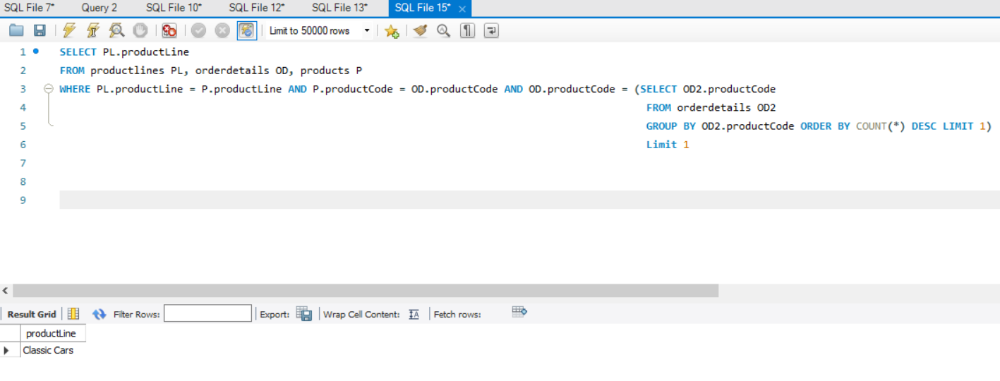 SQL File 7* Query 2 SQL File 10* SQL File 12* SQL File 13* SQL File 15* ×
Limit to 50000 rows
1 SELECT PL.productLine
2 FROM productlines PL, orderdetails OD, products P
3 WHERE PL.productLine = P.productLine AND P.productCode = OD.productCode AND OD.productCode = (SELECT OD2.productCode
4 FROM orderdetails OD2
5 GROUP BY OD2.productCode ORDER BY COUNT(*) DESC LIMIT 1)
6 Limit 1
7
8
9
Result Grid Filter Rows: Export: Wrap Cell Content: Fetch rows:
productLine
Classic Cars